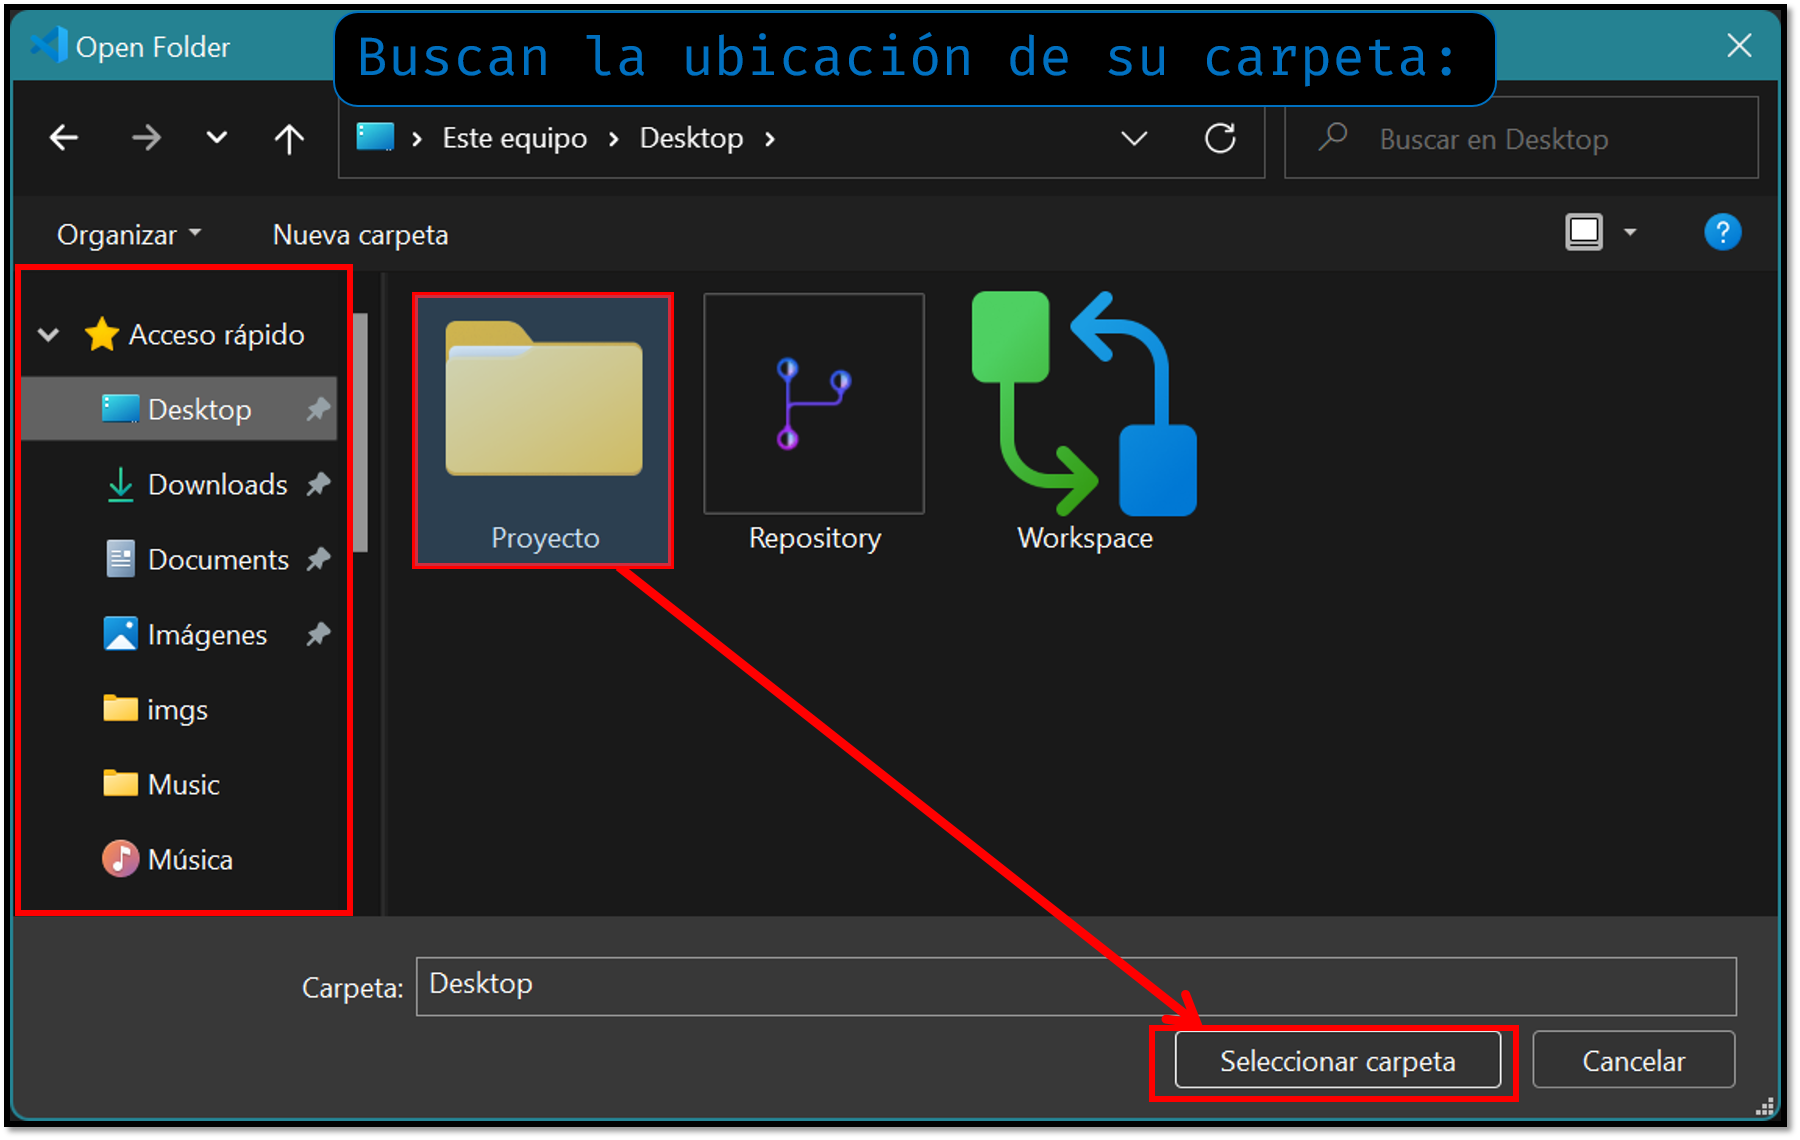 Open Folder
Buscan la ubicación de su carpeta:
Este equipo
Desktop
Buscar en Desktop
Organizar
Nueva carpeta
?
Acceso rápido
Desktop
Downloads
Documents
Imágenes
imgs
Music
Música
Proyecto
Repository
Workspace
Carpeta:
Desktop
Seleccionar carpeta
Cancelar